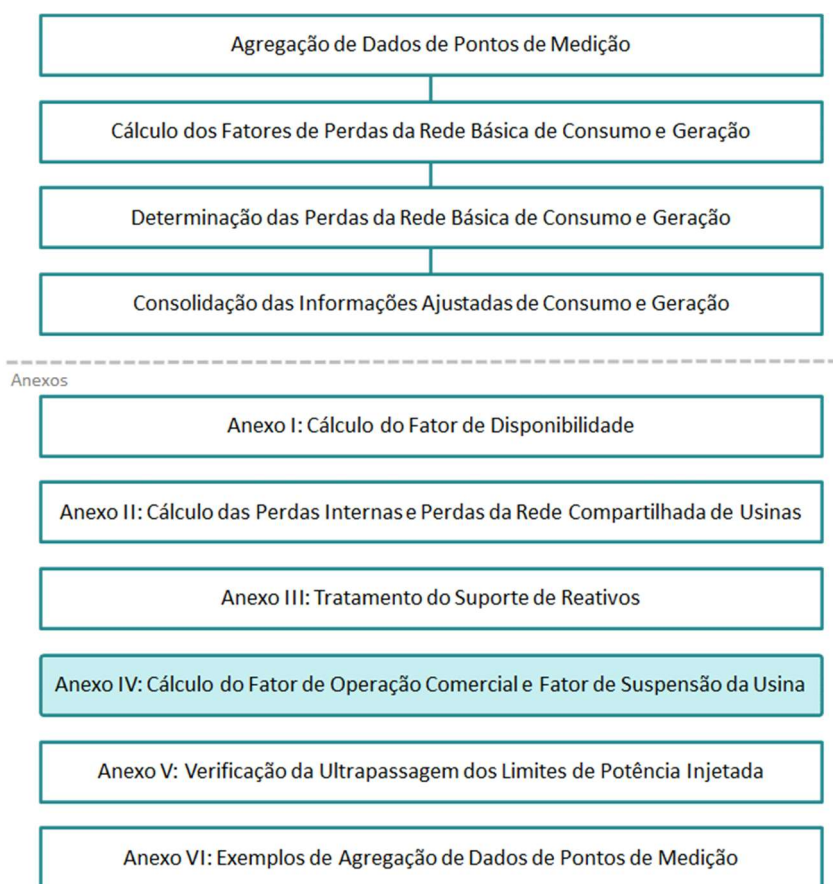 Agregação de Dados de Pontos de Medição
Cálculo dos Fatores de Perdas da Rede Básica de Consumo e Geração
Determinação das Perdas da Rede Básica de Consumo e Geração
Consolidação das Informações Ajustadas de Consumo e Geração
Anexos
Anexo I: Cálculo do Fator de Disponibilidade
Anexo II: Cálculo das Perdas Internas e Perdas da Rede Compartilhada de Usinas
Anexo III: Tratamento do Suporte de Reativos
Anexo IV: Cálculo do Fator de Operação Comercial e Fator de Suspensão da Usina
Anexo V: Verificação da Ultrapassagem dos Limites de Potência Injetada
Anexo VI: Exemplos de Agregação de Dados de Pontos de Medição